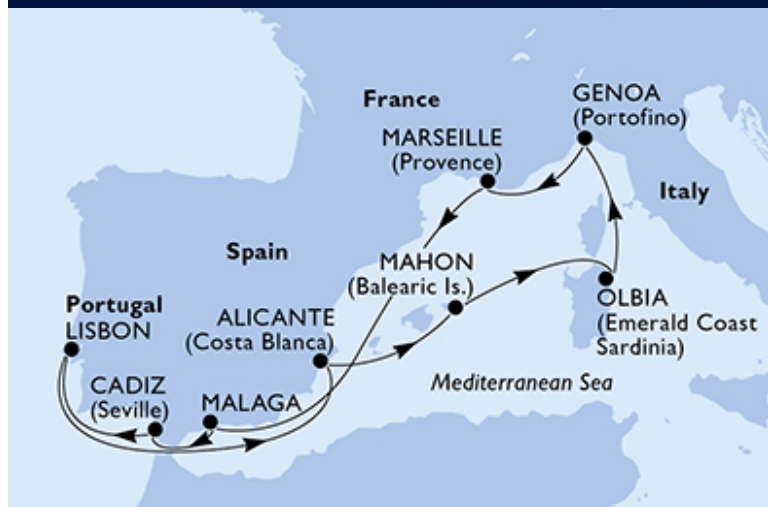 GENOA
(Portofino)
France
MARSEILLE
(Provence)
Italy
Spain
MAHON
(Balearic Is.)
OLBIA
(Emerald Coast
Sardinia)
Portugal
LISBON
ALICANTE
(Costa Blanca)
Mediterranean Sea
CADIZ
(Seville)
MALAGA